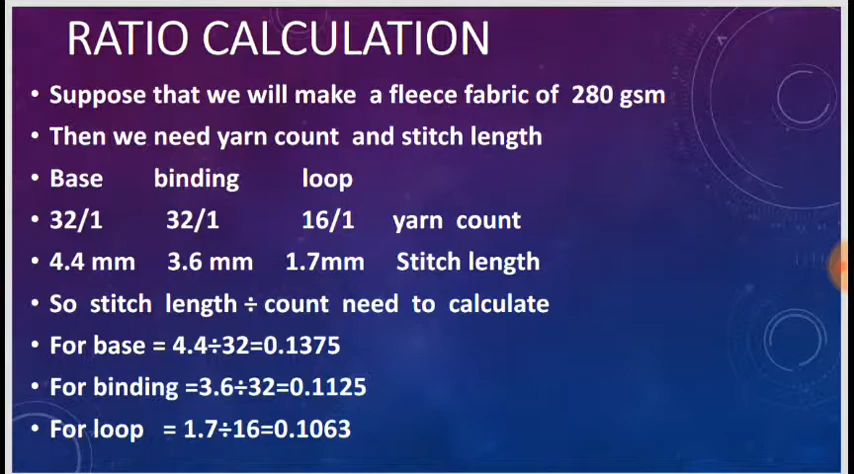 RATIO CALCULATION
• Suppose that we will make a fleece fabric of 280 gsm
• Then we need yarn count and stitch length
• Base binding loop
• 32/1 32/1 16/1 yarn count
• 4.4 mm 3.6 mm 1.7mm Stitch length
• So stitch length ÷ count need to calculate
• For base = 4.4÷32=0.1375
• For binding =3.6÷32=0.1125
• For loop = 1.7÷16=0.1063